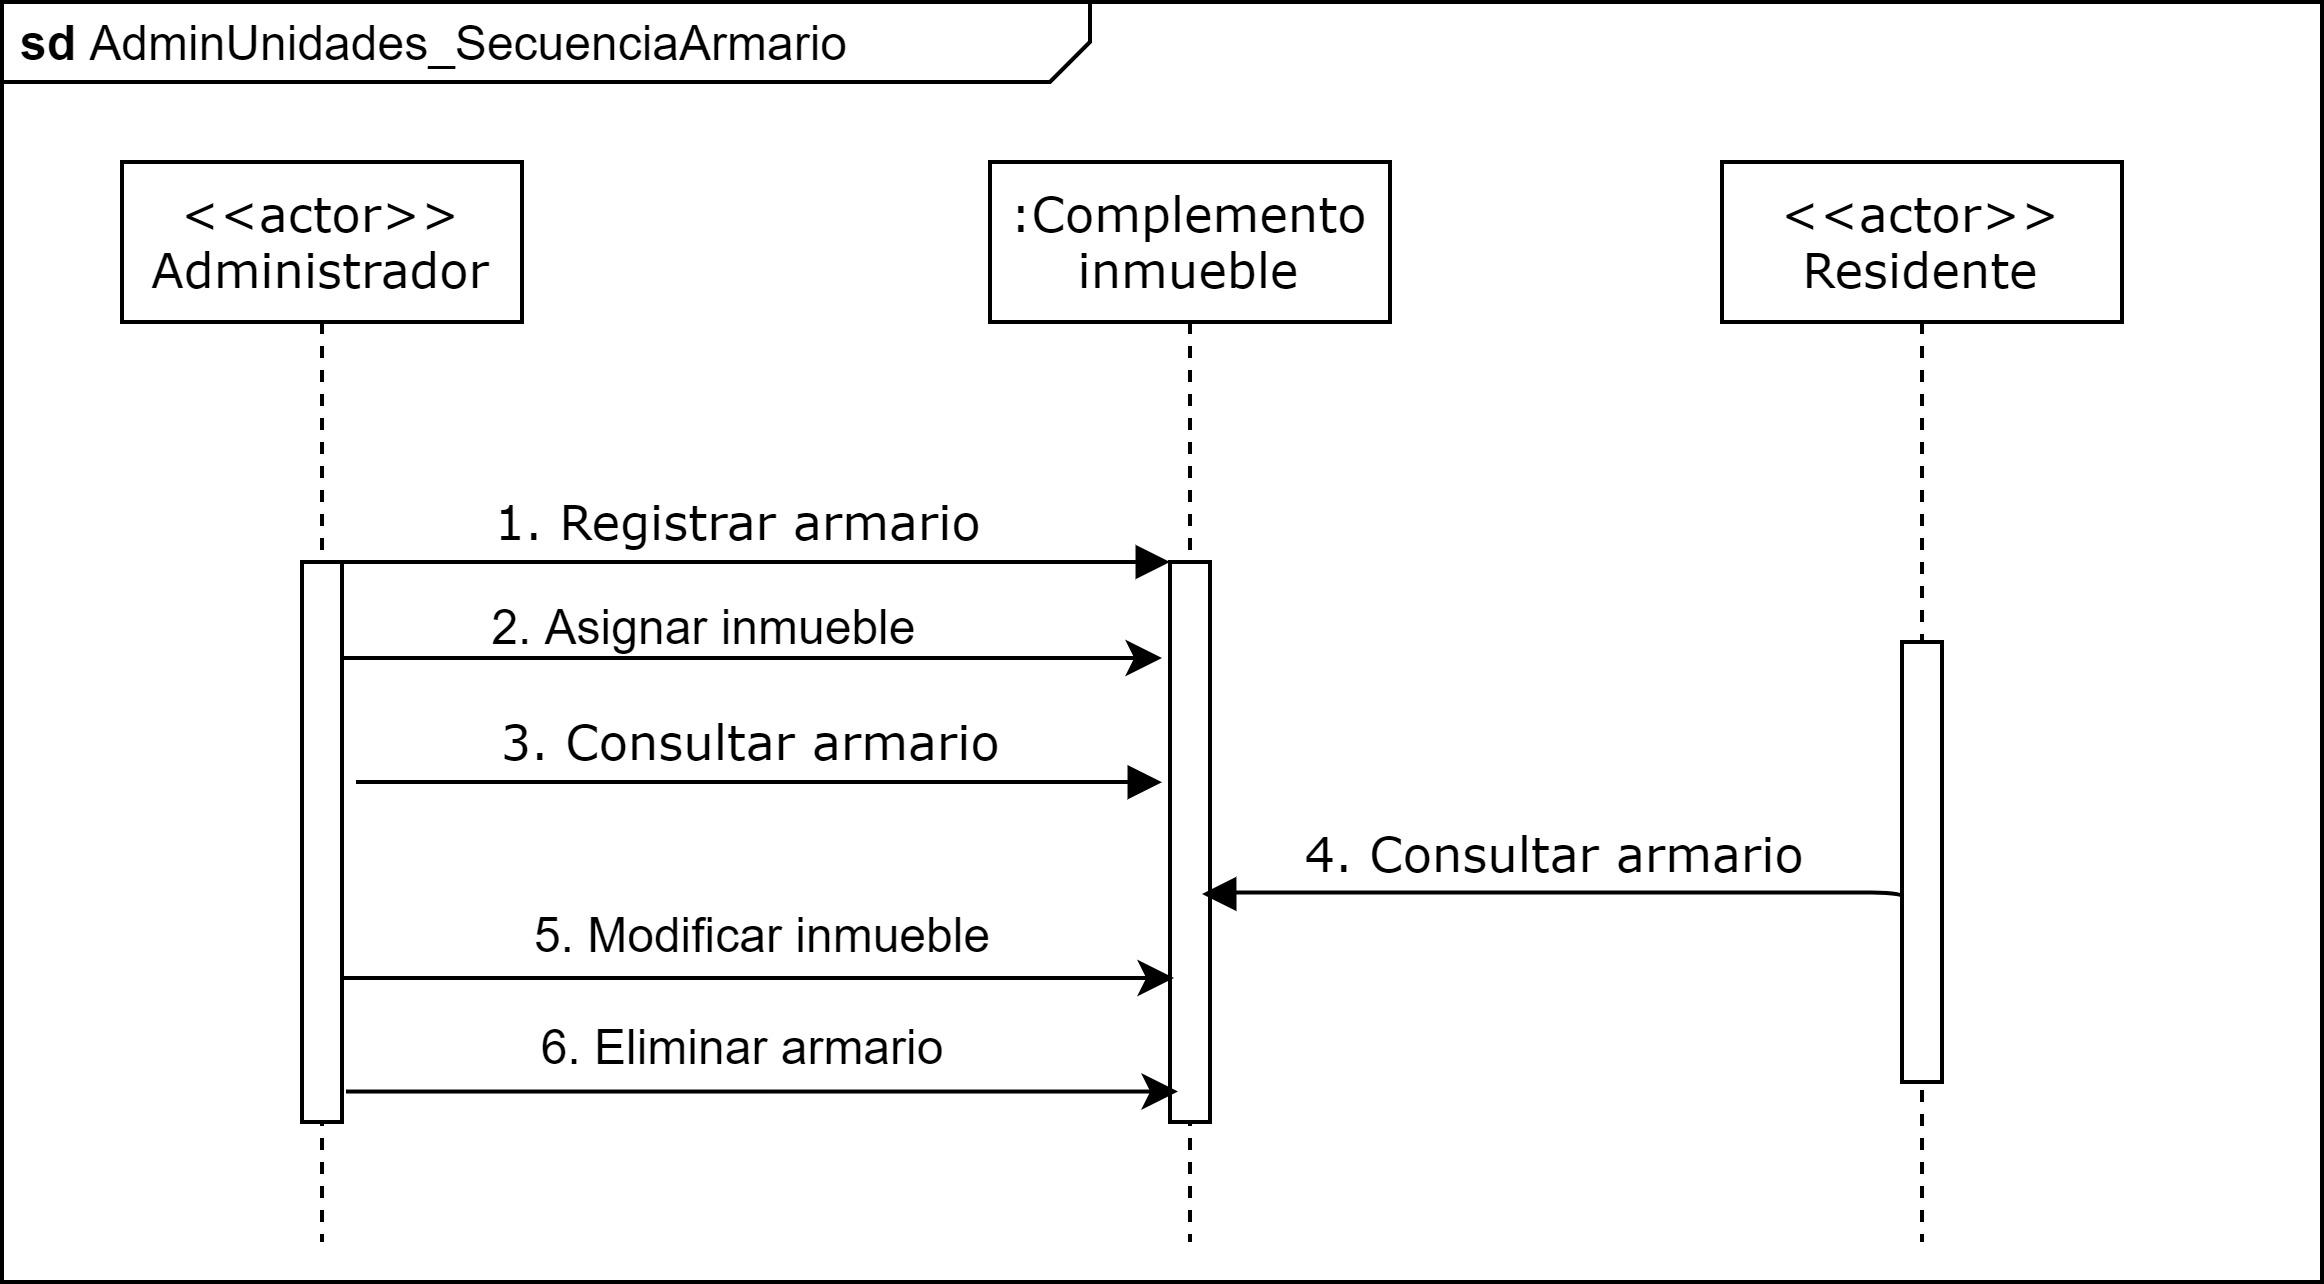 sd AdminUnidades_SecuenciaArmario
<<actor>>
Administrador
:Complemento
inmueble
<<actor>>
Residente
1. Registrar armario
2. Asignar inmueble
3. Consultar armario
4. Consultar armario
5. Modificar inmueble
6. Eliminar armario